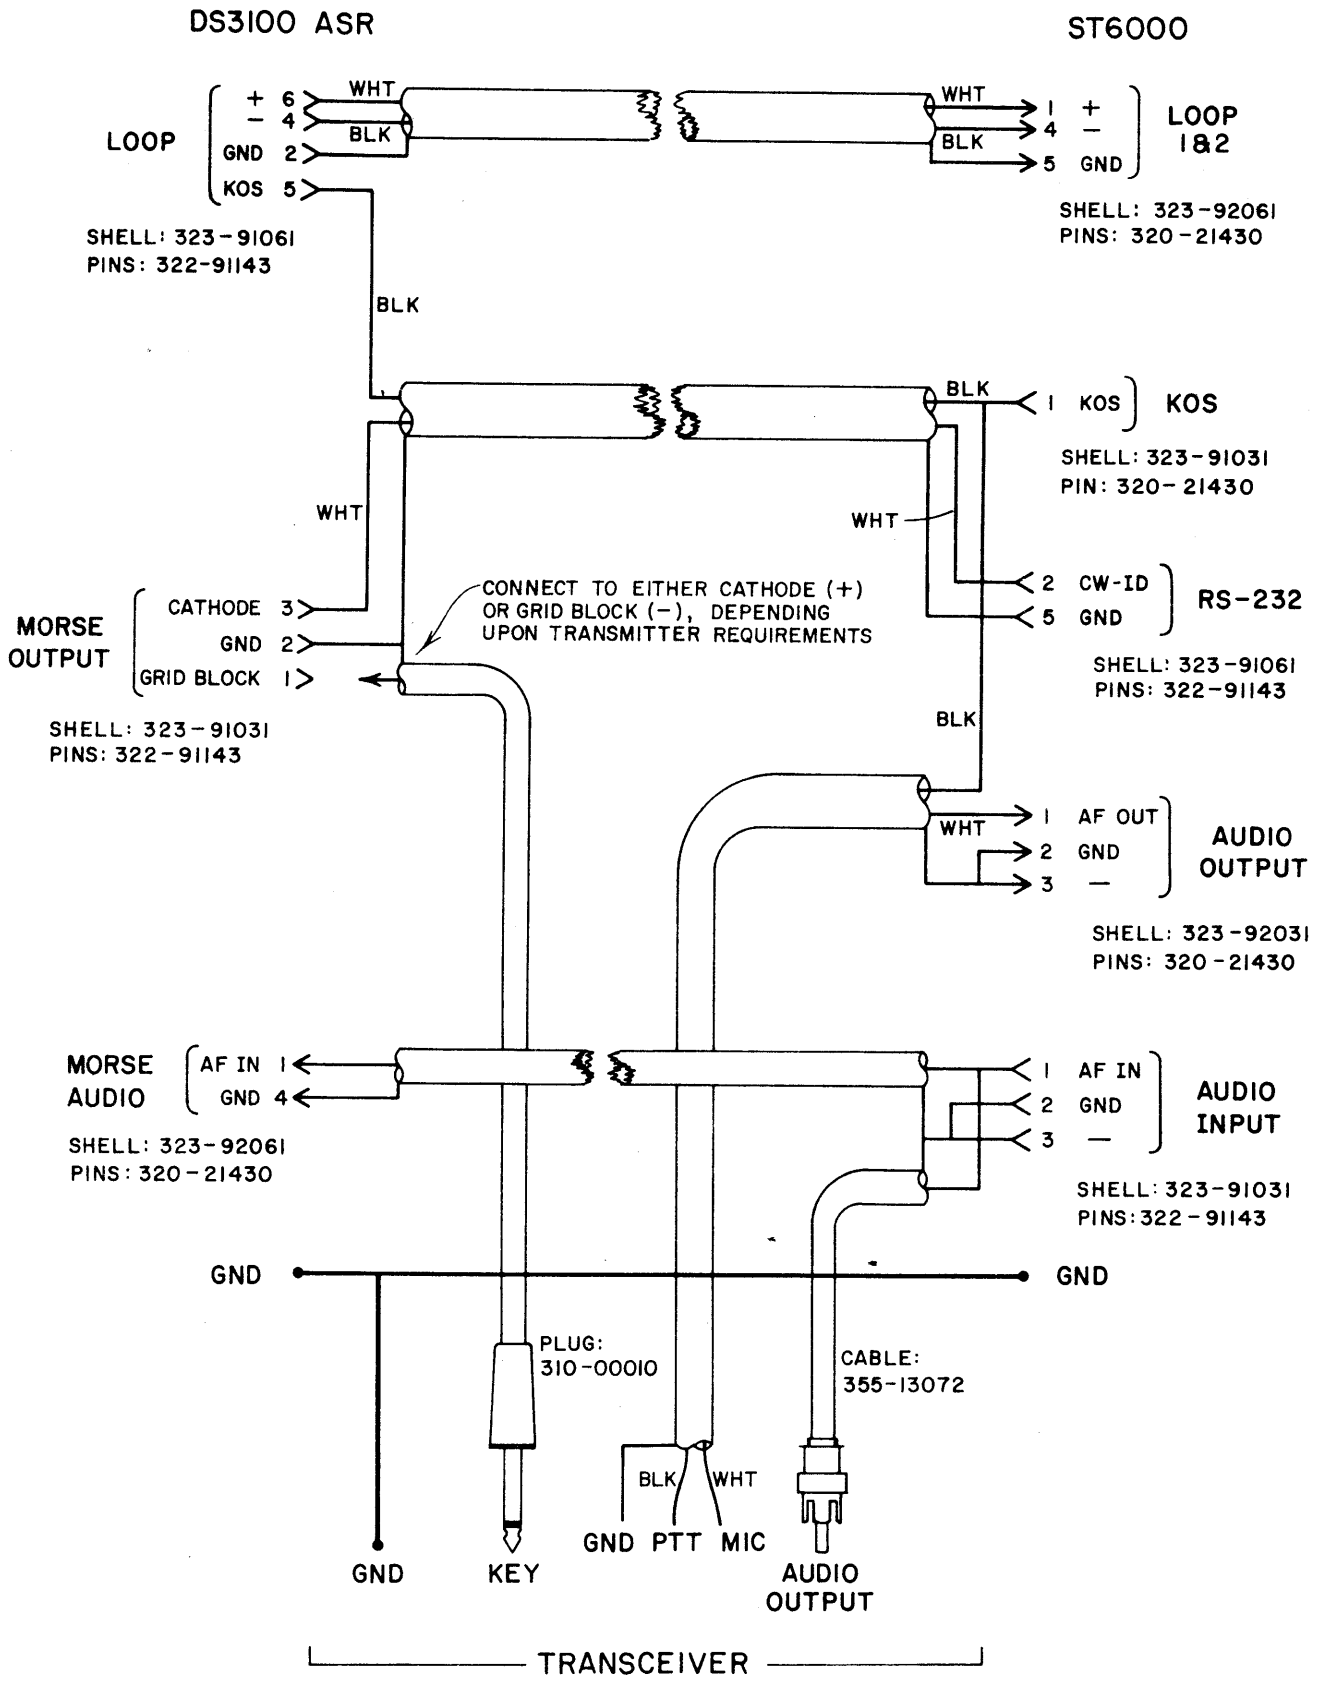 DS3100 ASR
ST6000
LOOP
+ 6
- 4
GND 2
KOS 5
WHT
BLK
WHT
BLK
1 +
4 -
5 GND
LOOP
1&2
SHELL: 323-91061
PINS: 322-91143
SHELL: 323-92061
PINS: 320-21430
BLK
BLK
1 KOS
KOS
SHELL: 323-91031
PIN: 320-21430
WHT
WHT
CONNECT TO EITHER CATHODE (+)
OR GRID BLOCK (-), DEPENDING
UPON TRANSMITTER REQUIREMENTS
2 CW-ID
5 GND
RS-232
SHELL: 323-91061
PINS: 322-91143
MORSE
OUTPUT
CATHODE 3
GND 2
GRID BLOCK 1
SHELL: 323-91031
PINS: 322-91143
BLK
WHT
1 AF OUT
2 GND
3 —
AUDIO
OUTPUT
SHELL: 323-92031
PINS: 320-21430
MORSE
AUDIO
AF IN 1
GND 4
SHELL: 323-92061
PINS: 320-21430
1 AF IN
2 GND
3 —
AUDIO
INPUT
SHELL: 323-91031
PINS: 322-91143
GND
GND
PLUG:
310-00010
CABLE:
355-13072
BLK
WHT
GND
KEY
GND PTT MIC
AUDIO
OUTPUT
TRANSCEIVER